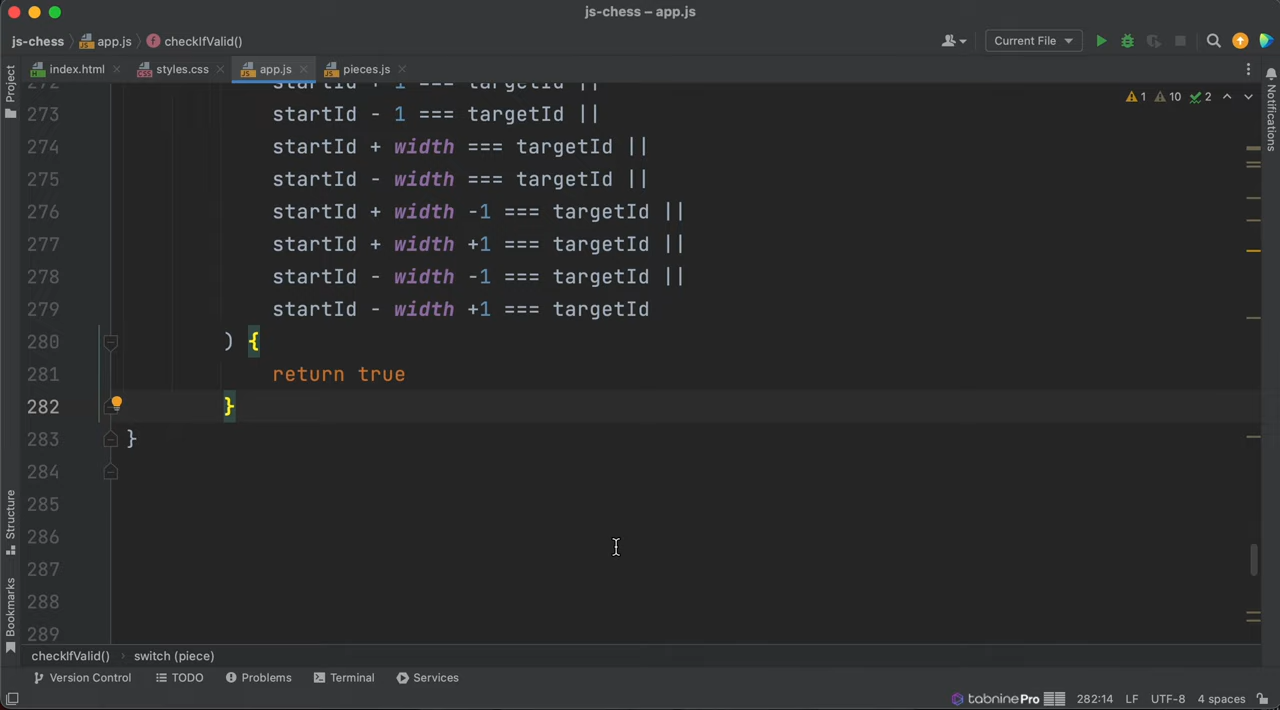 js-chess – app.js
js-chess app.js checkIfValid() Current File
index.html styles.css app.js pieces.js
Project
272 startId + 1 === targetId ||
273 startId - 1 === targetId ||
1 10 2
274 startId + width === targetId ||
275 startId - width === targetId ||
276 startId + width -1 === targetId ||
277 startId + width +1 === targetId ||
278 startId - width -1 === targetId ||
279 startId - width +1 === targetId
280 ) {
281 return true
282 }
283 }
284
285
286
287
288
289
Notifications
Structure
Bookmarks
checkIfValid() switch (piece)
Version Control TODO Problems Terminal Services
tabninePro 282:14 LF UTF-8 4 spaces